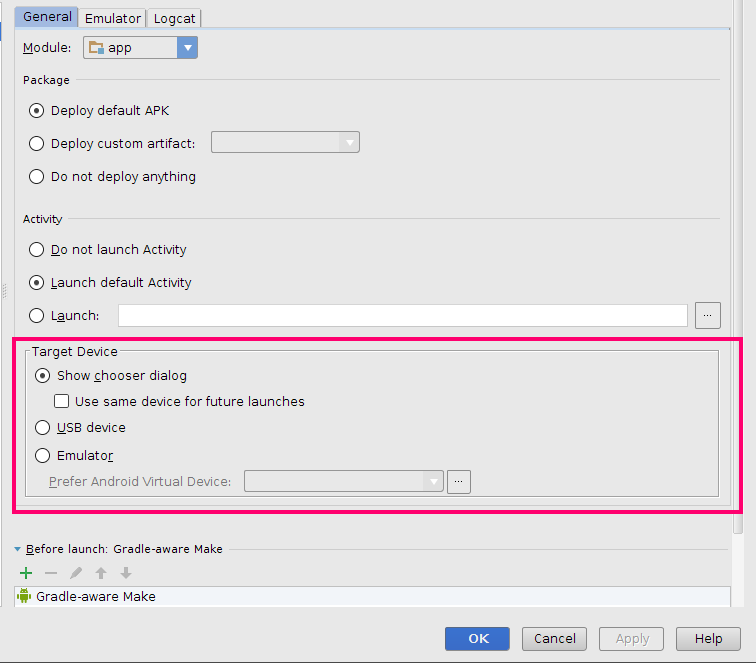 General Emulator Logcat
Module: app
Package
Deploy default APK
Deploy custom artifact:
Do not deploy anything
Activity
Do not launch Activity
Launch default Activity
Launch: ...
Target Device
Show chooser dialog
Use same device for future launches
USB device
Emulator
Prefer Android Virtual Device: ...
Before launch: Gradle-aware Make
Gradle-aware Make
OK Cancel Apply Help